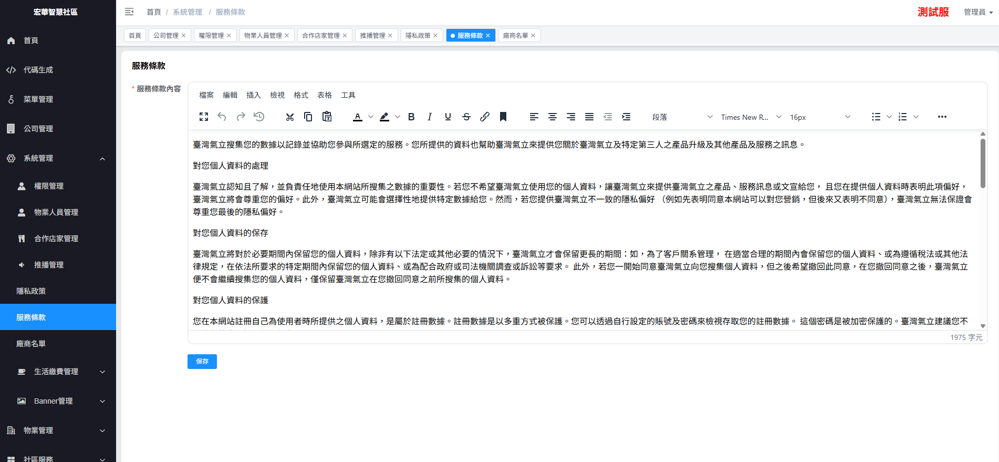 宏華智慧社區
首頁
代碼生成
菜單管理
公司管理
系統管理
權限管理
物業人員管理
合作店家管理
推播管理
隱私政策
服務條款
廠商名單
生活繳費管理
Banner管理
物業管理
社區服務
首頁 / 系統管理 / 服務條款
測試服 管理員
首頁 公司管理 權限管理 物業人員管理 合作店家管理 推播管理 隱私政策 服務條款 廠商名單
服務條款
* 服務條款內容
檔案 編輯 插入 檢視 格式 表格 工具
段落 Times New R... 16px
臺灣氣立搜集您的數據以記錄並協助您參與所選定的服務。您所提供的資料也幫助臺灣氣立來提供您關於臺灣氣立及特定第三人之產品升級及其他產品及服務之訊息。
對您個人資料的處理
臺灣氣立認知且了解，並負責任地使用本網站所搜集之數據的重要性。若您不希望臺灣氣立使用您的個人資料，讓臺灣氣立來提供臺灣氣立之產品、服務訊息或文宣給您， 且您在提供個人資料時表明此項偏好，
臺灣氣立將會尊重您的偏好。此外，臺灣氣立可能會選擇性地提供特定數據給您。然而，若您提供臺灣氣立不一致的隱私偏好 （例如先表明同意本網站可以對您營銷，但後來又表明不同意），臺灣氣立無法保證會
尊重您最後的隱私偏好。
對您個人資料的保存
臺灣氣立將對於必要期間內保留您的個人資料，除非有以下法定或其他必要的情況下，臺灣氣立才會保留更長的期間：如，為了客戶關系管理， 在適當合理的期間內會保留您的個人資料、或為遵循稅法或其他法
律規定，在依法所要求的特定期間內保留您的個人資料、或為配合政府或司法機關調查或訴訟等要求。 此外，若您一開始同意臺灣氣立向您搜集個人資料，但之後希望撤回此同意，在您撤回同意之後，臺灣氣立
便不會繼續搜集您的個人資料，僅保留臺灣氣立在您撤回同意之前所搜集的個人資料。
對您個人資料的保護
您在本網站註冊自己為使用者時所提供之個人資料，是屬於註冊數據。註冊數據是以多重方式被保護。您可以透過自行設定的賬號及密碼來檢視存取您的註冊數據。 這個密碼是被加密保護的。臺灣氣立建議您不
1975 字元
保存